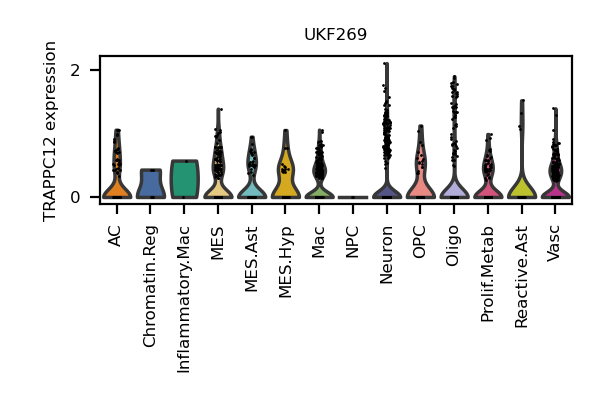 UKF269
TRAPPC12 expression
2
0
AC
Chromatin.Reg
Inflammatory.Mac
MES
MES.Ast
MES.Hyp
Mac
NPC
Neuron
OPC
Oligo
Prolif.Metab
Reactive.Ast
Vasc